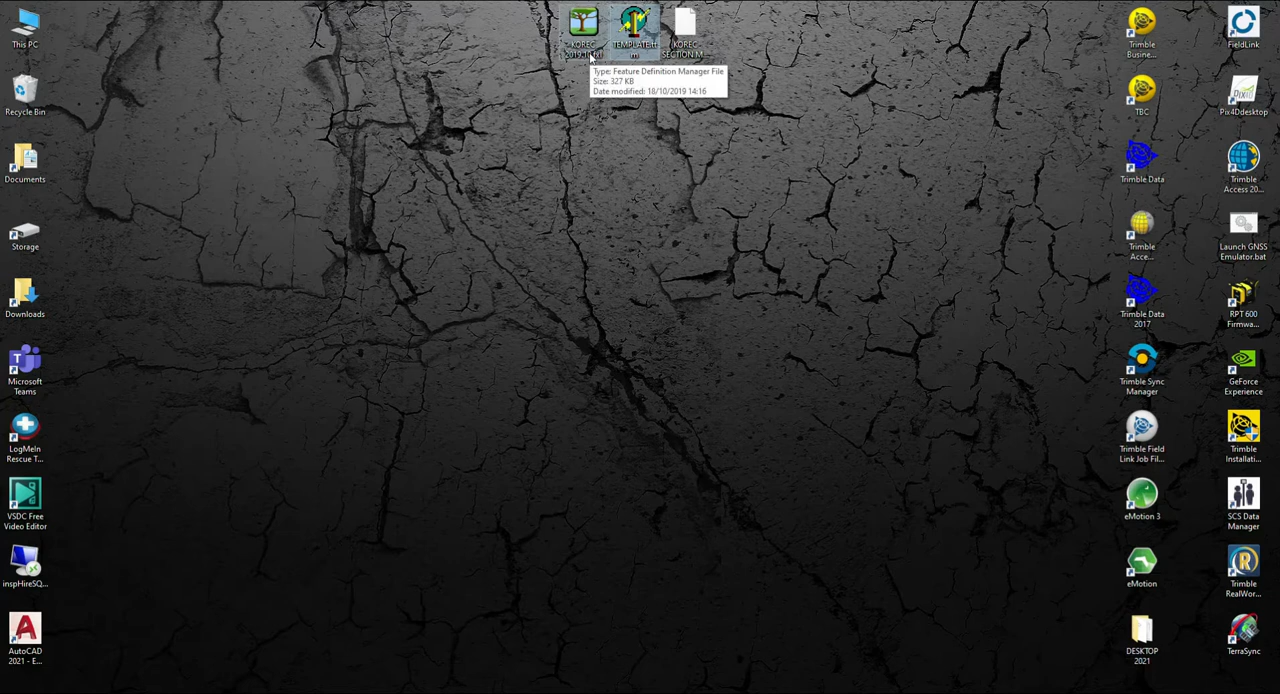 This PC
Recycle Bin
Documents
Storage
Downloads
Microsoft
Teams
LogMeIn
Rescue T...
VSDC Free
Video Editor
inspHireSQ...
AutoCAD
2021 - E...
KOREC
TEMPLATE.tt
m
KOREC
SECTION M
Type: Feature Definition Manager File
Size: 327 KB
Date modified: 18/10/2019 14:16
Trimble
Busine...
TBC
Trimble Data
Trimble
Acce...
Trimble Data
2017
Trimble Sync
Manager
Trimble Field
Link Job Fil...
eMotion 3
eMotion
DESKTOP
2021
FieldLink
Pix4Ddesktop
Trimble
Access 20...
Launch GNSS
Emulator.bat
RPT 600
Firmwa...
GeForce
Experience
Trimble
Installati...
SCS Data
Manager
Trimble
RealWor...
TerraSync